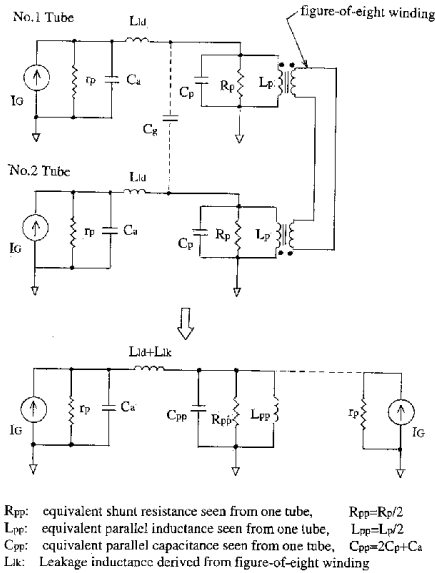 No.1 Tube
figure-of-eight winding
Lld
IG
rp
Ca
Cp
Rp
Lp
Cg
No.2 Tube
Lld
IG
rp
Ca
Cp
Rp
Lp
Lld+Llk
IG
rp
Ca
Cpp
Rpp
Lpp
rp
IG
Rpp: equivalent shunt resistance seen from one tube, Rpp=Rp/2
Lpp: equivalent parallel inductance seen from one tube, Lpp=Lp/2
Cpp: equivalent parallel capacitance seen from one tube, Cpp=2Cp+Ca
Llk: Leakage inductance derived from figure-of-eight winding